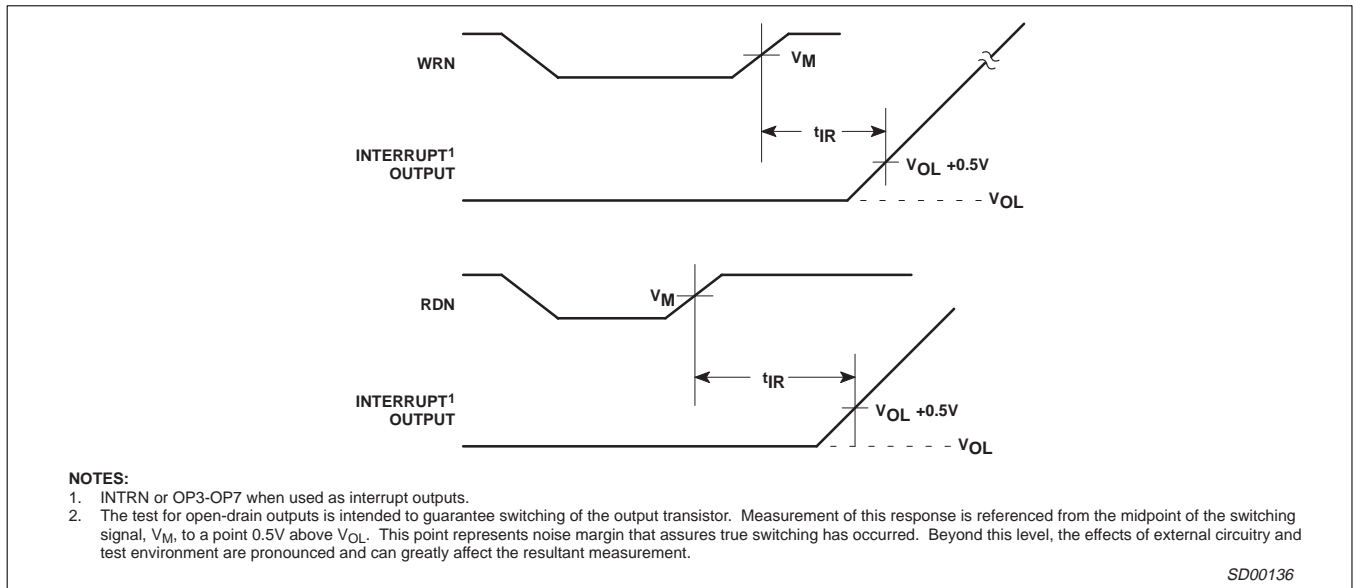 WRN
VM
tIR
INTERRUPT1
OUTPUT
VOL +0.5V
VOL
RDN
VM
tIR
INTERRUPT1
OUTPUT
VOL +0.5V
VOL
NOTES:
1. INTRN or OP3-OP7 when used as interrupt outputs.
2. The test for open-drain outputs is intended to guarantee switching of the output transistor. Measurement of this response is referenced from the midpoint of the switching
signal, VM, to a point 0.5V above VOL. This point represents noise margin that assures true switching has occurred. Beyond this level, the effects of external circuitry and
test environment are pronounced and can greatly affect the resultant measurement.
SD00136